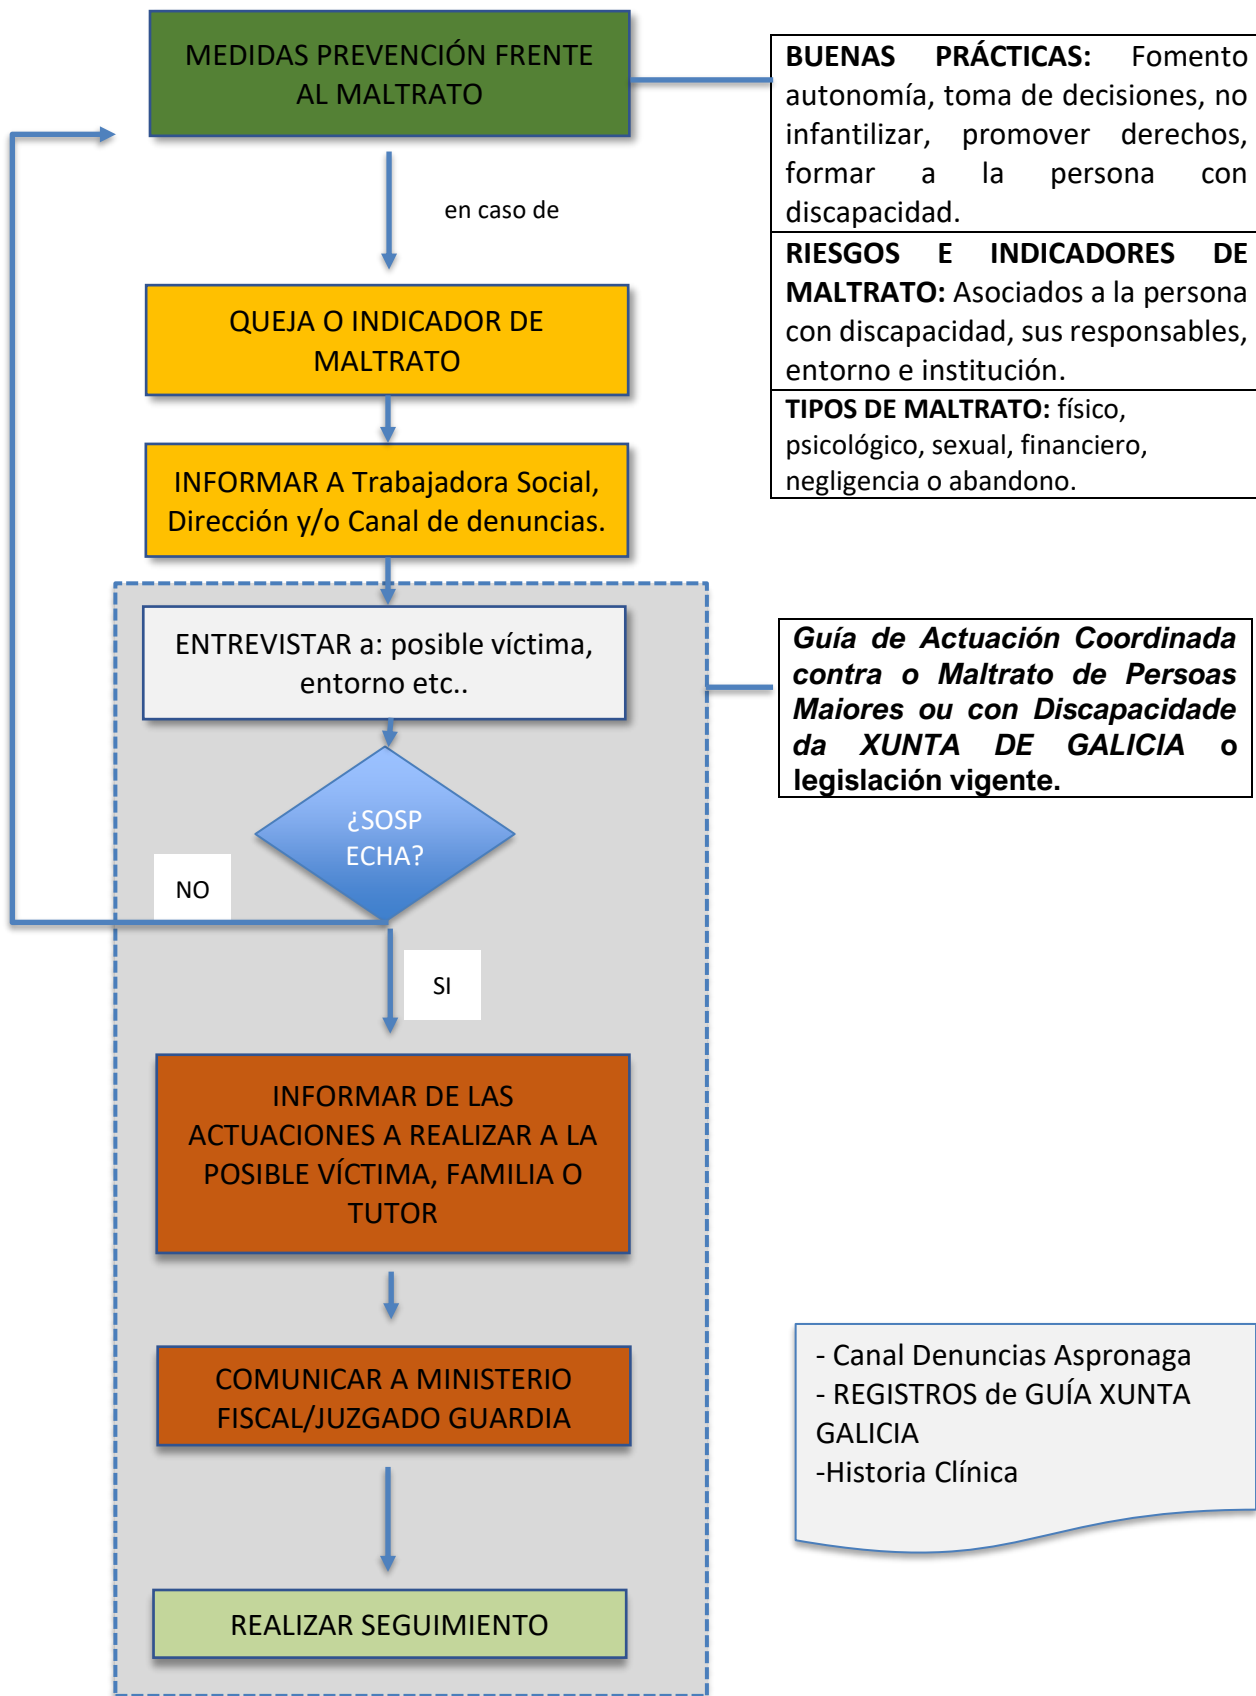 MEDIDAS PREVENCIÓN FRENTE
AL MALTRATO
BUENAS PRÁCTICAS: Fomento
autonomía, toma de decisiones, no
infantilizar, promover derechos,
formar a la persona con
discapacidad.
RIESGOS E INDICADORES DE
MALTRATO: Asociados a la persona
con discapacidad, sus responsables,
entorno e institución.
TIPOS DE MALTRATO: físico,
psicológico, sexual, financiero,
negligencia o abandono.
en caso de
QUEJA O INDICADOR DE
MALTRATO
INFORMAR A Trabajadora Social,
Dirección y/o Canal de denuncias.
ENTREVISTAR a: posible víctima,
entorno etc..
Guía de Actuación Coordinada
contra o Maltrato de Persoas
Maiores ou con Discapacidade
da XUNTA DE GALICIA o
legislación vigente.
¿SOSP
ECHA?
NO
SI
INFORMAR DE LAS
ACTUACIONES A REALIZAR A LA
POSIBLE VÍCTIMA, FAMILIA O
TUTOR
COMUNICAR A MINISTERIO
FISCAL/JUZGADO GUARDIA
- Canal Denuncias Aspronaga
- REGISTROS de GUÍA XUNTA
GALICIA
-Historia Clínica
REALIZAR SEGUIMIENTO